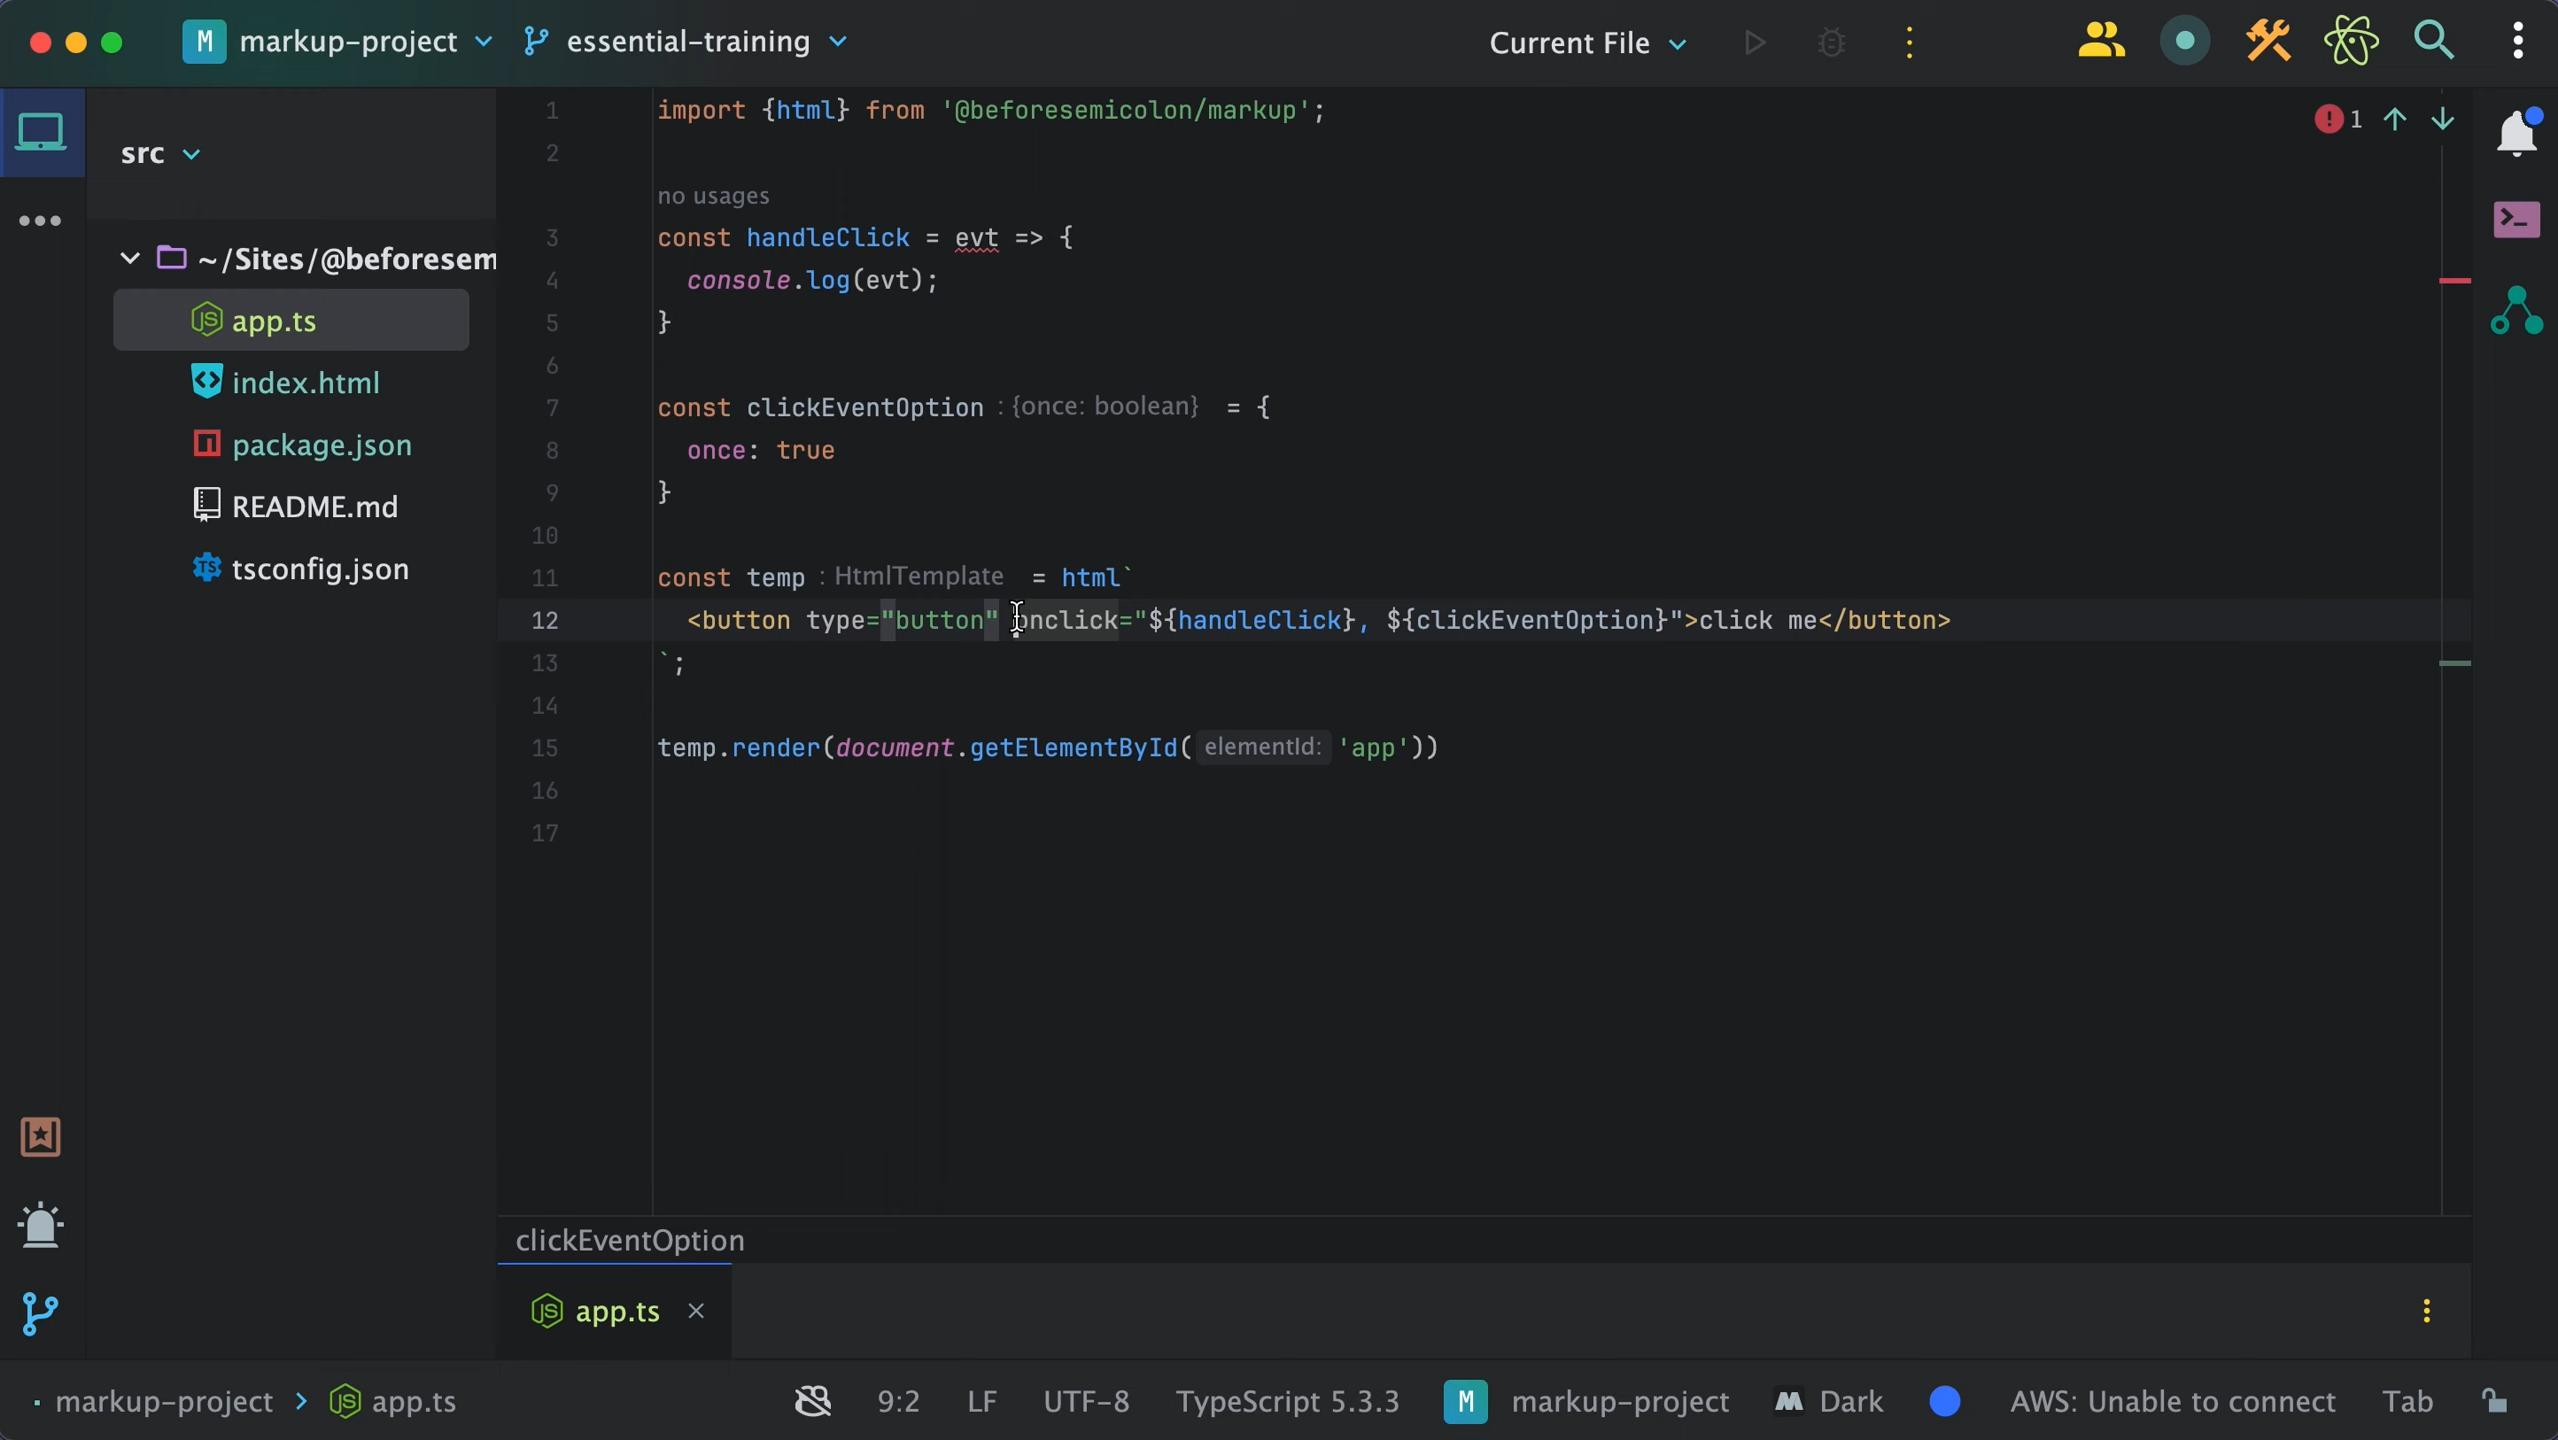 M markup-project essential-training Current File
src
~/Sites/@beforesem
app.ts
index.html
package.json
README.md
TS tsconfig.json
1 import {html} from '@beforesemicolon/markup';
2
no usages
3 const handleClick = evt => {
4 console.log(evt);
5 }
6
7 const clickEventOption :{once: boolean} = {
8 once: true
9 }
10
11 const temp :HtmlTemplate = html`
12 <button type="button" onclick="${handleClick}, ${clickEventOption}">click me</button>
13 `;
14
15 temp.render(document.getElementById( elementId: 'app'))
16
17
1
clickEventOption
JS app.ts
markup-project > JS app.ts 9:2 LF UTF-8 TypeScript 5.3.3 M markup-project Dark AWS: Unable to connect Tab